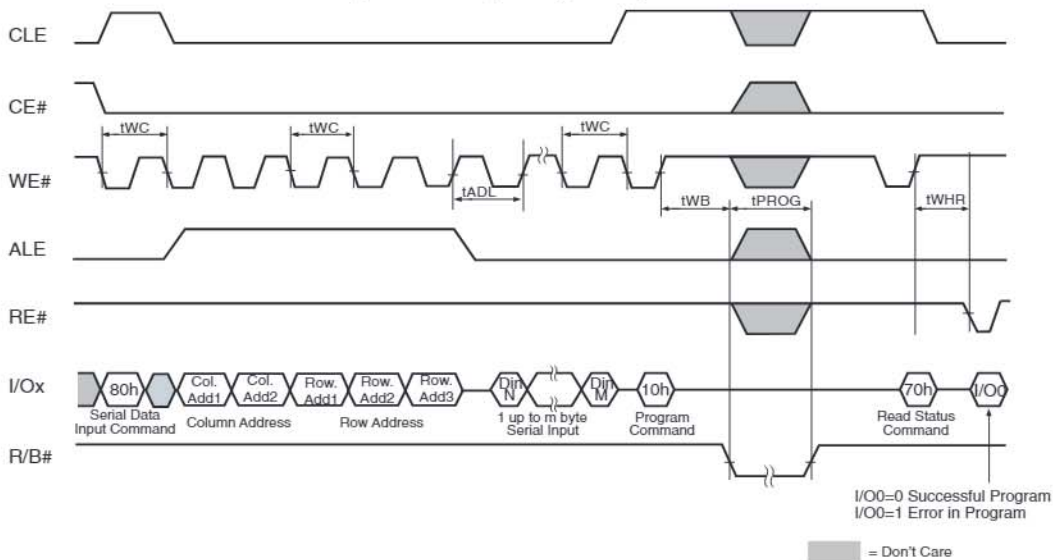 CLE
CE#
tWC
tWC
tWC
WE#
tADL
tWB
tPROG
tWHR
ALE
RE#
I/Ox
80h
Col.
Add1
Col.
Add2
Row.
Add1
Row.
Add2
Row.
Add3
Din
N
Din
M
10h
70h
I/O0
Serial Data
Input Command
Column Address
Row Address
1 up to m byte
Serial Input
Program
Command
Read Status
Command
R/B#
I/O0=0 Successful Program
I/O0=1 Error in Program
= Don't Care